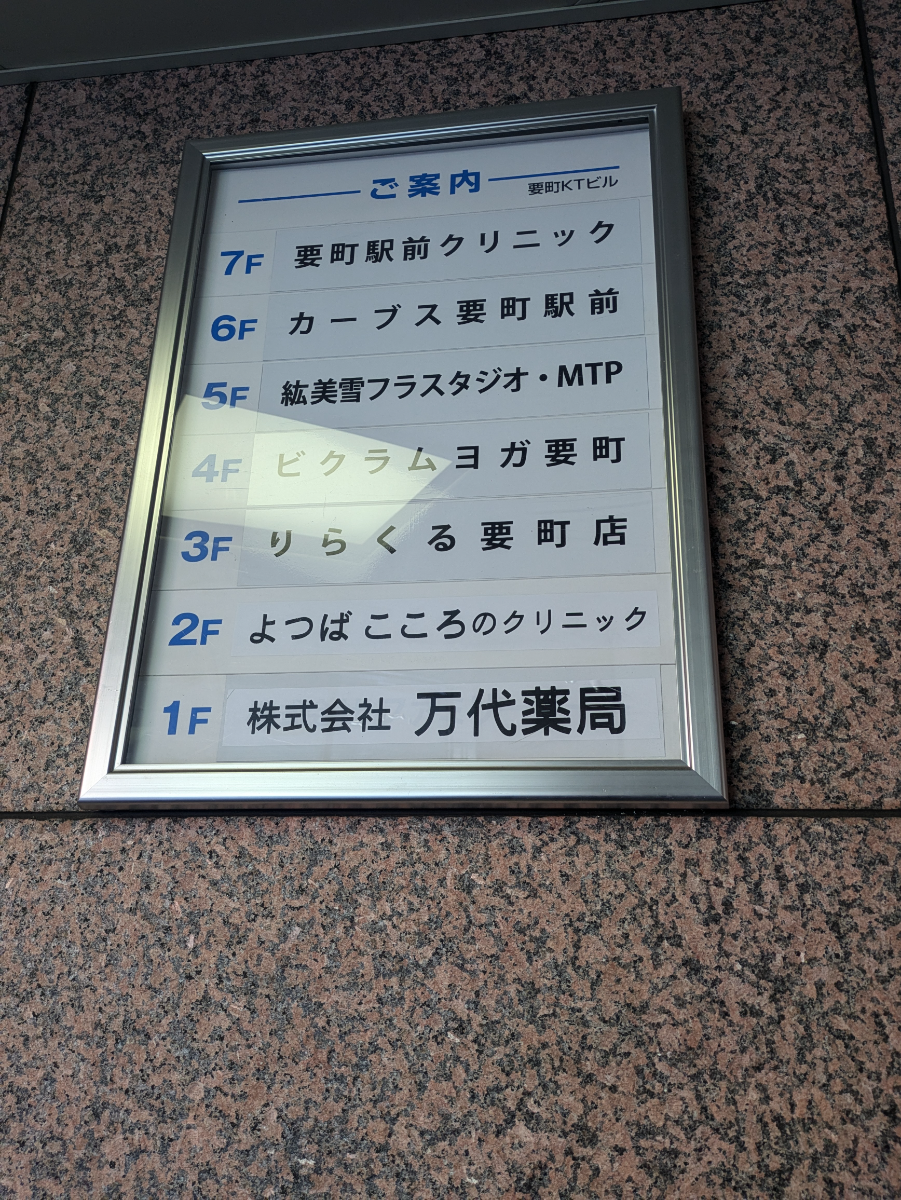 ご案内 要町KTビル
7F 要町駅前クリニック
6F カーブス要町駅前
5F 紘美雪フラスタジオ・MTP
4F ビクラムヨガ要町
3F りらくる要町店
2F よつば こころのクリニック
1F 株式会社 万代薬局